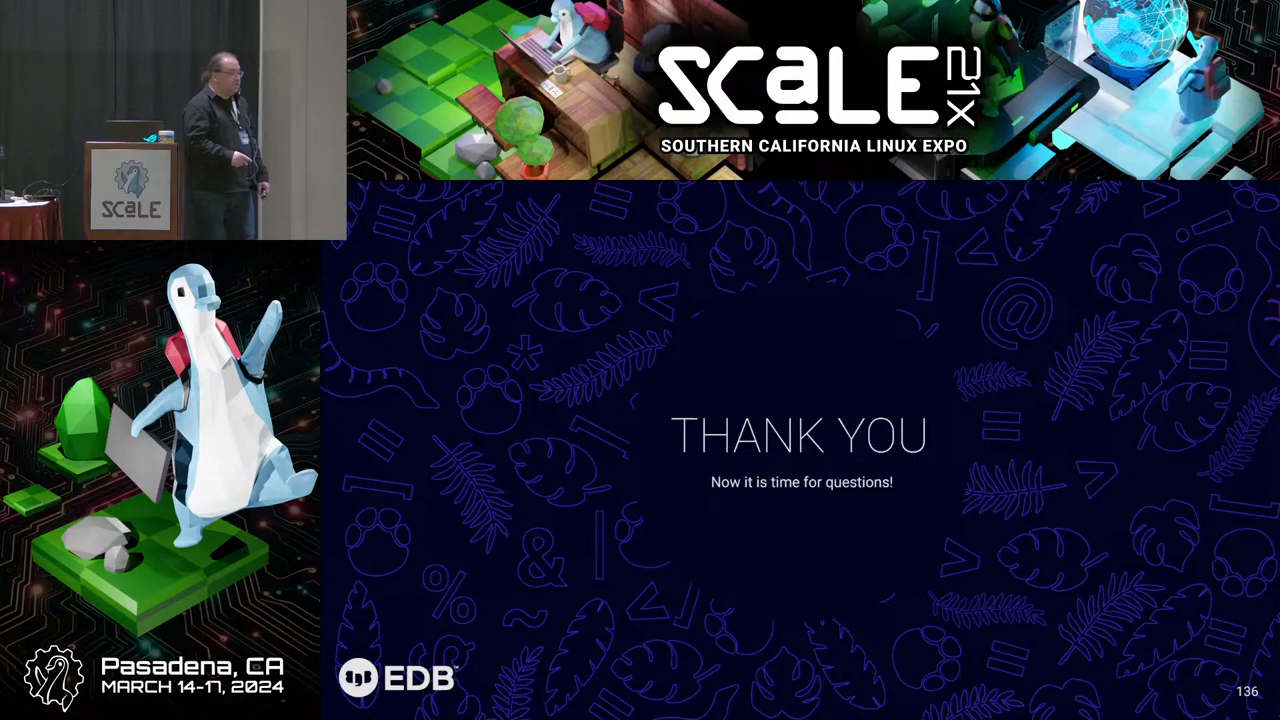 SCaLE 21X
SOUTHERN CALIFORNIA LINUX EXPO
SCaLE
THANK YOU
Now it is time for questions!
Pasadena, CA
MARCH 14-17, 2024
EDB™
136